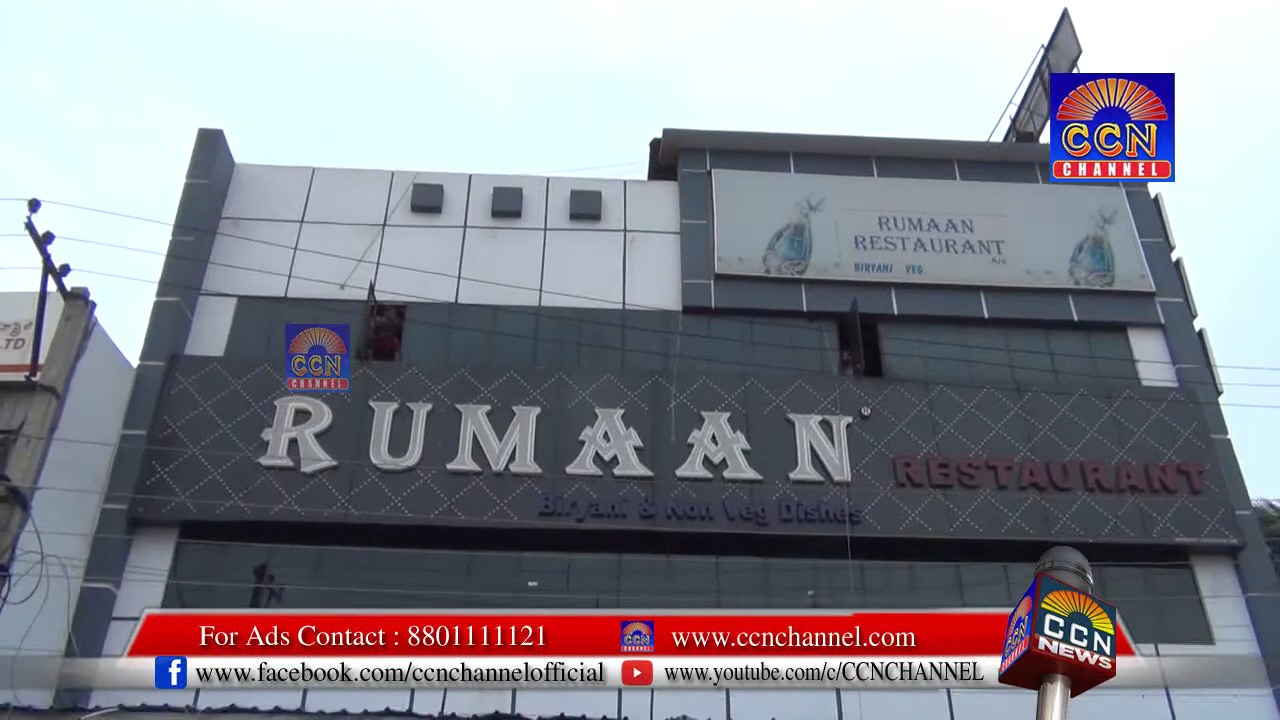 CCN
CHANNEL
RUMAAN
RESTAURANT
A/c
BIRYANI VEG
LTD
CCN
CHANNEL
RUMAAN®
RESTAURANT
Biryani & Non Veg Dishes
For Ads Contact : 8801111121
CCN
CHANNEL
www.ccnchannel.com
www.facebook.com/ccnchannelofficial
www.youtube.com/c/CCNCHANNEL
CCN
NEWS